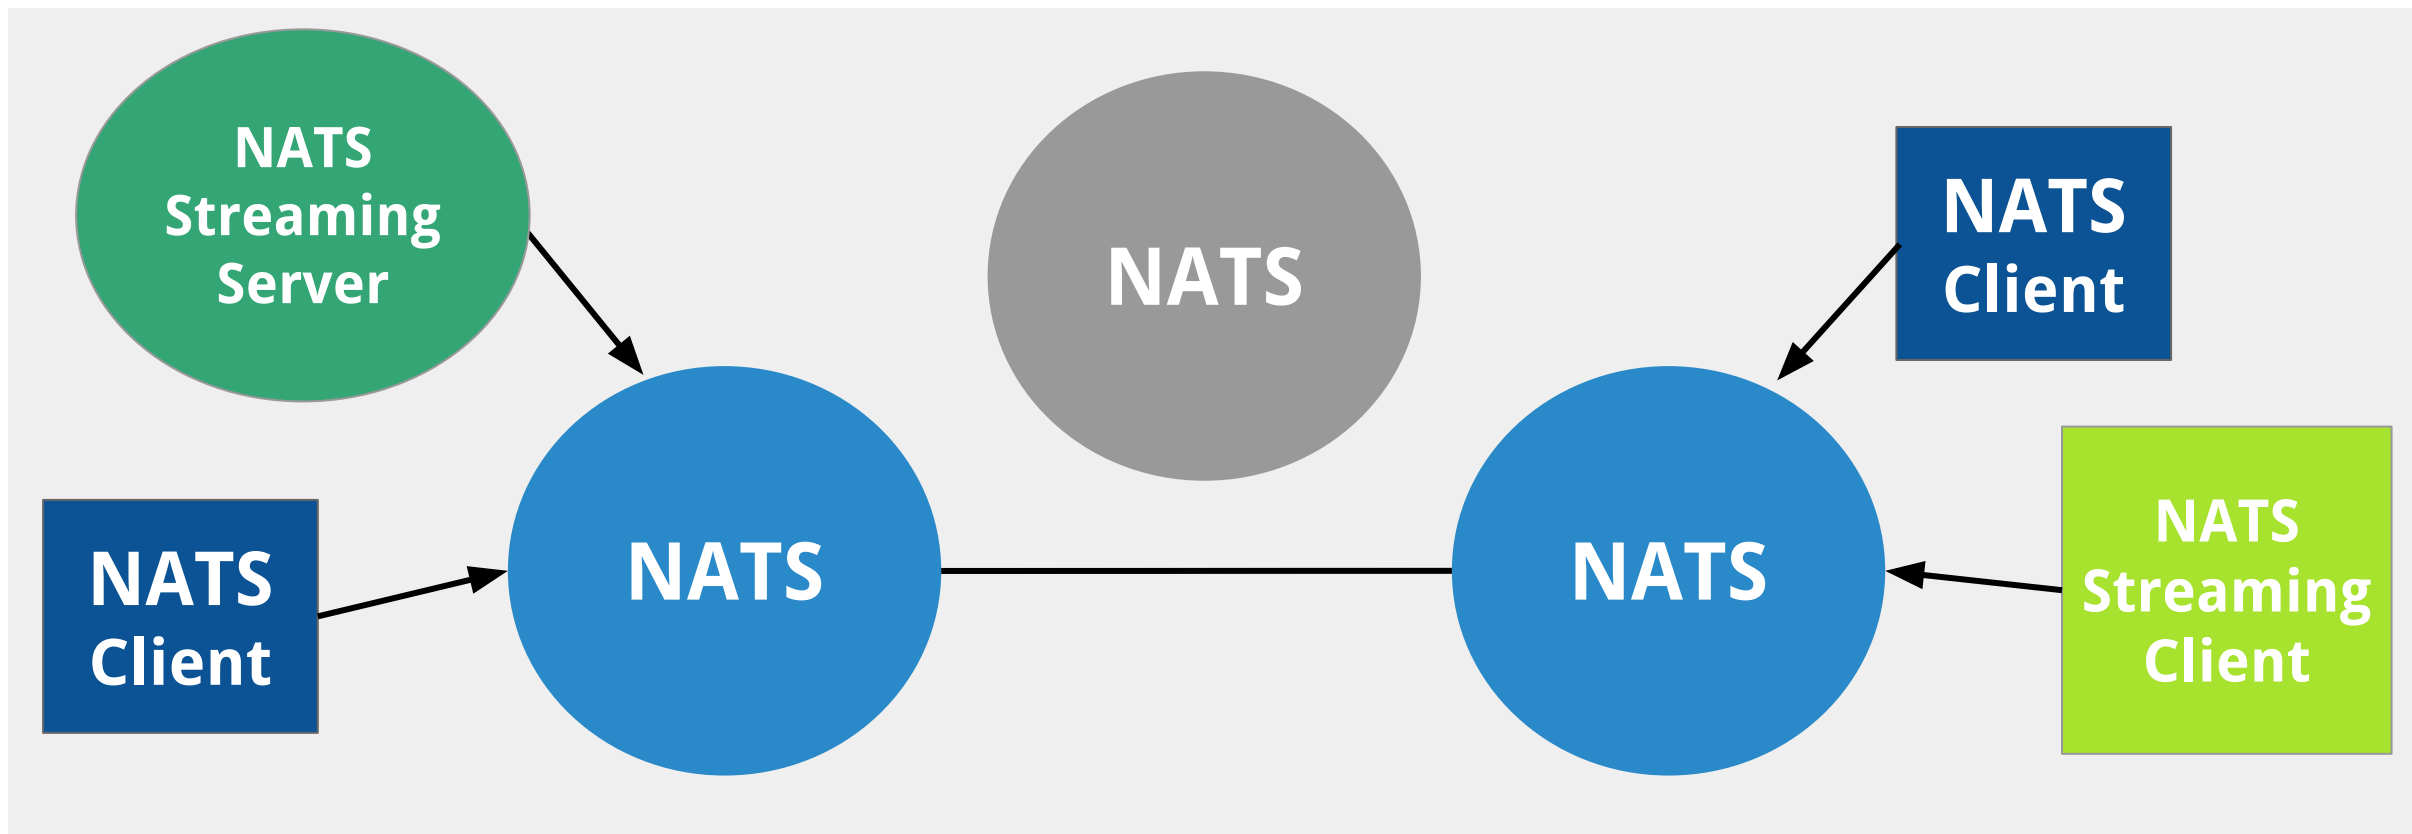 NATS
Streaming
Server
NATS
NATS
Client
NATS
NATS
NATS
Streaming
Client
NATS
Client